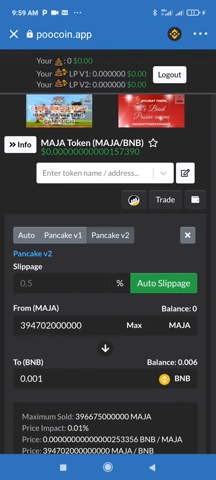 9:59 AM
poocoin.app
Your : 0 $0.00
Your LP V1: 0.000000 $0.00
Your LP V2: 0.000000 $0.00
Logout
Info
MAJA Token (MAJA/BNB)
$0.00000000000157390
Enter token name / address...
Trade
Auto
Pancake v1
Pancake v2
Pancake v2
Slippage
0.5
%
Auto Slippage
From (MAJA)
Balance: 0
394702000000
Max
MAJA
To (BNB)
Balance: 0.006
0.001
BNB
Maximum Sold: 396675000000 MAJA
Price Impact: 0.01%
Price: 0.00000000000000253356 BNB / MAJA
Price: 394702000000000 MAJA / BNB